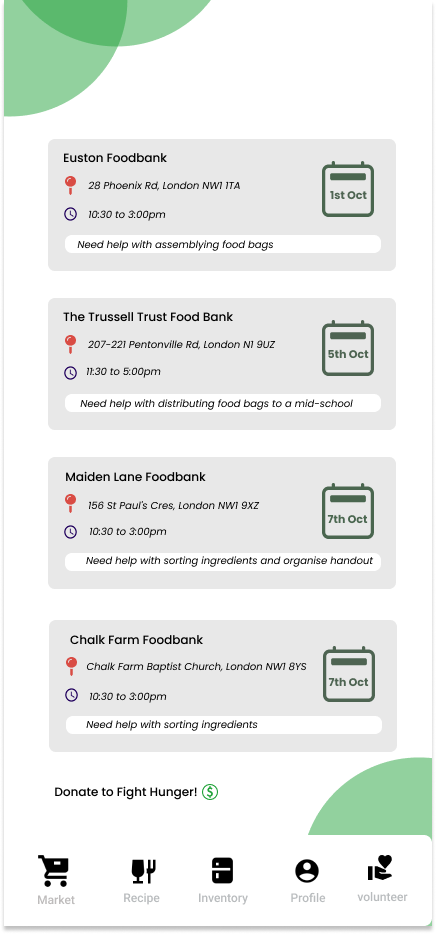 Euston Foodbank
28 Phoenix Rd, London NW1 1TA
1st Oct
10:30 to 3:00pm
Need help with assemblying food bags
The Trussell Trust Food Bank
207-221 Pentonville Rd, London N1 9UZ
5th Oct
11:30 to 5:00pm
Need help with distributing food bags to a mid-school
Maiden Lane Foodbank
156 St Paul's Cres, London NW1 9XZ
7th Oct
10:30 to 3:00pm
Need help with sorting ingredients and organise handout
Chalk Farm Foodbank
Chalk Farm Baptist Church, London NW1 8YS
7th Oct
10:30 to 3:00pm
Need help with sorting ingredients
Donate to Fight Hunger! $
Market Recipe Inventory Profile volunteer